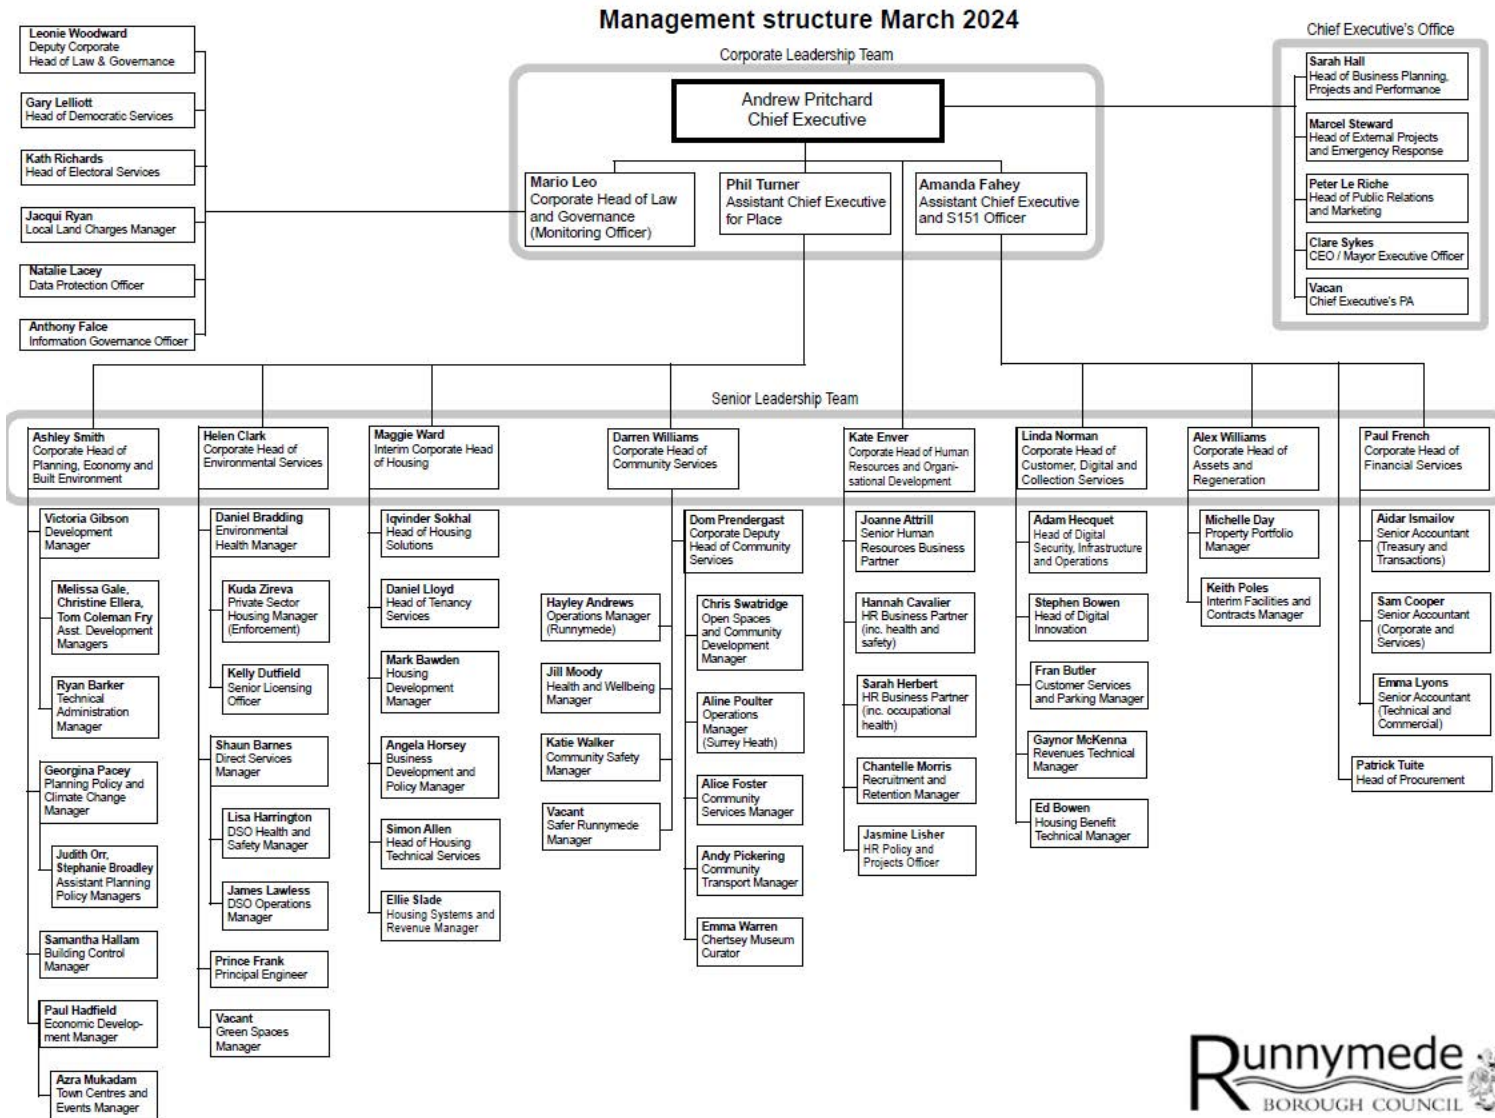 Management structure March 2024
Leonie Woodward
Deputy Corporate
Head of Law & Governance
Gary Lelliott
Head of Democratic Services
Kath Richards
Head of Electoral Services
Jacqui Ryan
Local Land Charges Manager
Natalie Lacey
Data Protection Officer
Anthony Falce
Information Governance Officer
Corporate Leadership Team
Andrew Pritchard
Chief Executive
Mario Leo
Corporate Head of Law
and Governance
(Monitoring Officer)
Phil Turner
Assistant Chief Executive
for Place
Amanda Fahey
Assistant Chief Executive
and S151 Officer
Chief Executive's Office
Sarah Hall
Head of Business Planning,
Projects and Performance
Marcel Steward
Head of External Projects
and Emergency Response
Peter Le Riche
Head of Public Relations
and Marketing
Clare Sykes
CEO / Mayor Executive Officer
Vacan
Chief Executive's PA
Senior Leadership Team
Ashley Smith
Corporate Head of
Planning, Economy and
Built Environment
Victoria Gibson
Development
Manager
Melissa Gale,
Christine Ellera,
Tom Coleman Fry
Asst. Development
Managers
Ryan Barker
Technical
Administration
Manager
Georgina Pacey
Planning Policy and
Climate Change
Manager
Judith Orr,
Stephanie Broadley
Assistant Planning
Policy Managers
Samantha Hallam
Building Control
Manager
Paul Hadfield
Economic Develop-
ment Manager
Azra Mukadam
Town Centres and
Events Manager
Helen Clark
Corporate Head of
Environmental Services
Daniel Bradding
Environmental
Health Manager
Kuda Zireva
Private Sector
Housing Manager
(Enforcement)
Kelly Dutfield
Senior Licensing
Officer
Shaun Barnes
Direct Services
Manager
Lisa Harrington
DSO Health and
Safety Manager
James Lawless
DSO Operations
Manager
Prince Frank
Principal Engineer
Vacant
Green Spaces
Manager
Maggie Ward
Interim Corporate Head
of Housing
Iqvinder Sokhal
Head of Housing
Solutions
Daniel Lloyd
Head of Tenancy
Services
Mark Bawden
Housing
Development
Manager
Angela Horsey
Business
Development and
Policy Manager
Simon Allen
Head of Housing
Technical Services
Ellie Slade
Housing Systems and
Revenue Manager
Darren Williams
Corporate Head of
Community Services
Hayley Andrews
Operations Manager
(Runnymede)
Jill Moody
Health and Wellbeing
Manager
Katie Walker
Community Safety
Manager
Vacant
Safer Runnymede
Manager
Dom Prendergast
Corporate Deputy
Head of Community
Services
Chris Swatridge
Open Spaces
and Community
Development
Manager
Aline Poulter
Operations
Manager
(Surrey Heath)
Alice Foster
Community
Services Manager
Andy Pickering
Community
Transport Manager
Emma Warren
Chertsey Museum
Curator
Kate Enver
Corporate Head of Human
Resources and Organi-
sational Development
Joanne Attrill
Senior Human
Resources Business
Partner
Hannah Cavalier
HR Business Partner
(inc. health and
safety)
Sarah Herbert
HR Business Partner
(inc. occupational
health)
Chantelle Morris
Recruitment and
Retention Manager
Jasmine Lisher
HR Policy and
Projects Officer
Linda Norman
Corporate Head of
Customer, Digital and
Collection Services
Adam Hecquet
Head of Digital
Security, Infrastructure
and Operations
Stephen Bowen
Head of Digital
Innovation
Fran Butler
Customer Services
and Parking Manager
Gaynor McKenna
Revenues Technical
Manager
Ed Bowen
Housing Benefit
Technical Manager
Alex Williams
Corporate Head of
Assets and
Regeneration
Michelle Day
Property Portfolio
Manager
Keith Poles
Interim Facilities and
Contracts Manager
Paul French
Corporate Head of
Financial Services
Aidar Ismailov
Senior Accountant
(Treasury and
Transactions)
Sam Cooper
Senior Accountant
(Corporate and
Services)
Emma Lyons
Senior Accountant
(Technical and
Commercial)
Patrick Tuite
Head of Procurement
Runnymede
BOROUGH COUNCIL